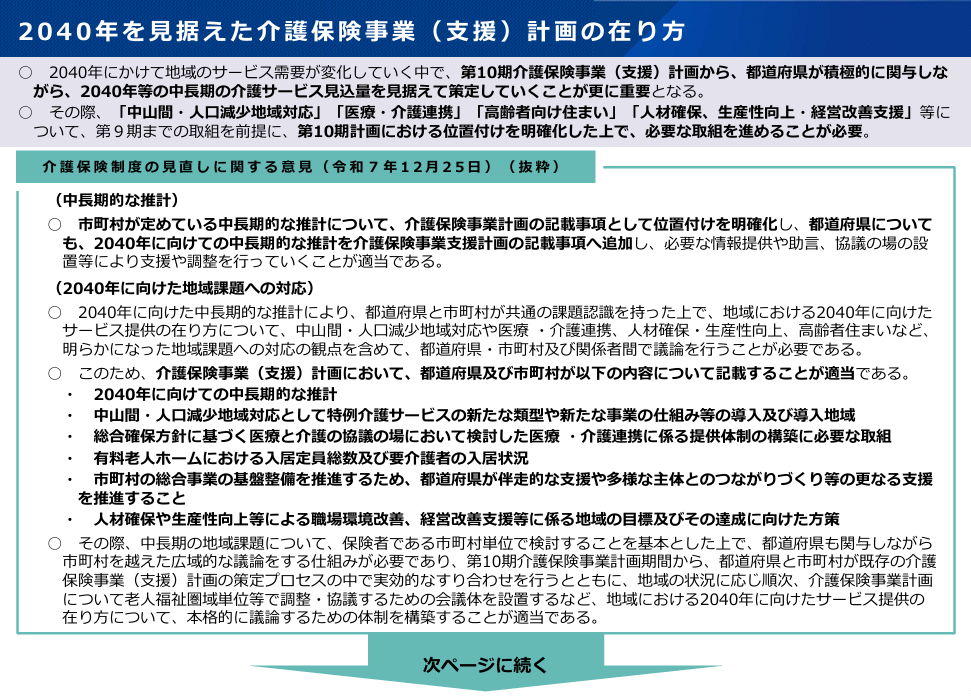 2040年を見据えた介護保険事業（支援）計画の在り方
○　2040年にかけて地域のサービス需要が変化していく中で、第10期介護保険事業（支援）計画から、都道府県が積極的に関与しな
がら、2040年等の中長期の介護サービス見込量を見据えて策定していくことが更に重要となる。
○　その際、「中山間・人口減少地域対応」「医療・介護連携」「高齢者向け住まい」「人材確保、生産性向上・経営改善支援」等に
ついて、第９期までの取組を前提に、第10期計画における位置付けを明確化した上で、必要な取組を進めることが必要。
介護保険制度の見直しに関する意見（令和７年12月25日）（抜粋）
（中長期的な推計）
○　市町村が定めている中長期的な推計について、介護保険事業計画の記載事項として位置付けを明確化し、都道府県について
も、2040年に向けての中長期的な推計を介護保険事業支援計画の記載事項へ追加し、必要な情報提供や助言、協議の場の設
置等により支援や調整を行っていくことが適当である。
（2040年に向けた地域課題への対応）
○　2040年に向けた中長期的な推計により、都道府県と市町村が共通の課題認識を持った上で、地域における2040年に向けた
サービス提供の在り方について、中山間・人口減少地域対応や医療・介護連携、人材確保・生産性向上、高齢者住まいなど、
明らかになった地域課題への対応の観点を含めて、都道府県・市町村及び関係者間で議論を行うことが必要である。
○　このため、介護保険事業（支援）計画において、都道府県及び市町村が以下の内容について記載することが適当である。
・　2040年に向けての中長期的な推計
・　中山間・人口減少地域対応として特例介護サービスの新たな類型や新たな事業の仕組み等の導入及び導入地域
・　総合確保方針に基づく医療と介護の協議の場において検討した医療・介護連携に係る提供体制の構築に必要な取組
・　有料老人ホームにおける入居定員総数及び要介護者の入居状況
・　市町村の総合事業の基盤整備を推進するため、都道府県が伴走的な支援や多様な主体とのつながりづくり等の更なる支援
を推進すること
・　人材確保や生産性向上等による職場環境改善、経営改善支援等に係る地域の目標及びその達成に向けた方策
○　その際、中長期の地域課題について、保険者である市町村単位で検討することを基本とした上で、都道府県も関与しながら
市町村を越えた広域的な議論をする仕組みが必要であり、第10期介護保険事業計画期間から、都道府県と市町村が既存の介護
保険事業（支援）計画の策定プロセスの中で実効的なすり合わせを行うとともに、地域の状況に応じ順次、介護保険事業計画
について老人福祉圏域単位等で調整・協議するための会議体を設置するなど、地域における2040年に向けたサービス提供の
在り方について、本格的に議論するための体制を構築することが適当である。
次ページに続く